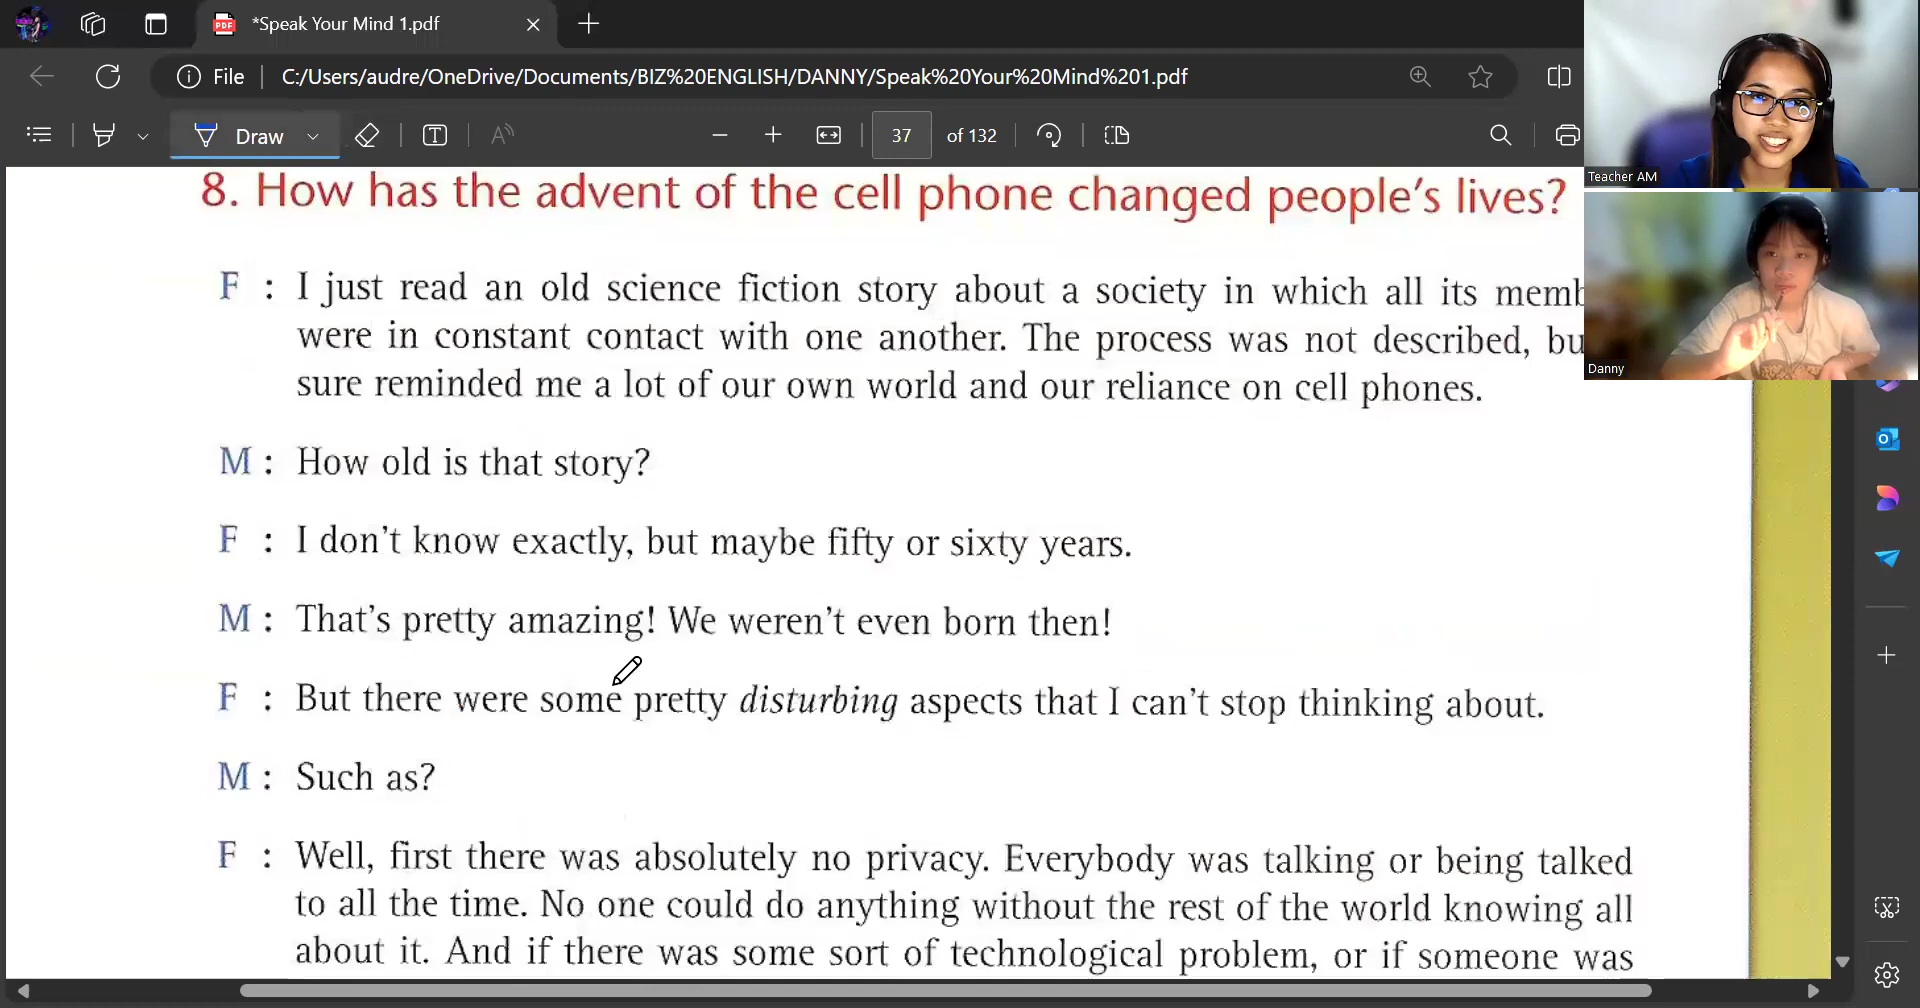 *Speak Your Mind 1.pdf
File
C:/Users/audre/OneDrive/Documents/BIZ%20ENGLISH/DANNY/Speak%20Your%20Mind%201.pdf
Draw
37 of 132
Teacher AM
Danny
8. How has the advent of the cell phone changed people's lives?
F : I just read an old science fiction story about a society in which all its memb
were in constant contact with one another. The process was not described, bu
sure reminded me a lot of our own world and our reliance on cell phones.
M : How old is that story?
F : I don't know exactly, but maybe fifty or sixty years.
M : That's pretty amazing! We weren't even born then!
F : But there were some pretty disturbing aspects that I can't stop thinking about.
M : Such as?
F : Well, first there was absolutely no privacy. Everybody was talking or being talked
to all the time. No one could do anything without the rest of the world knowing all
about it. And if there was some sort of technological problem, or if someone was